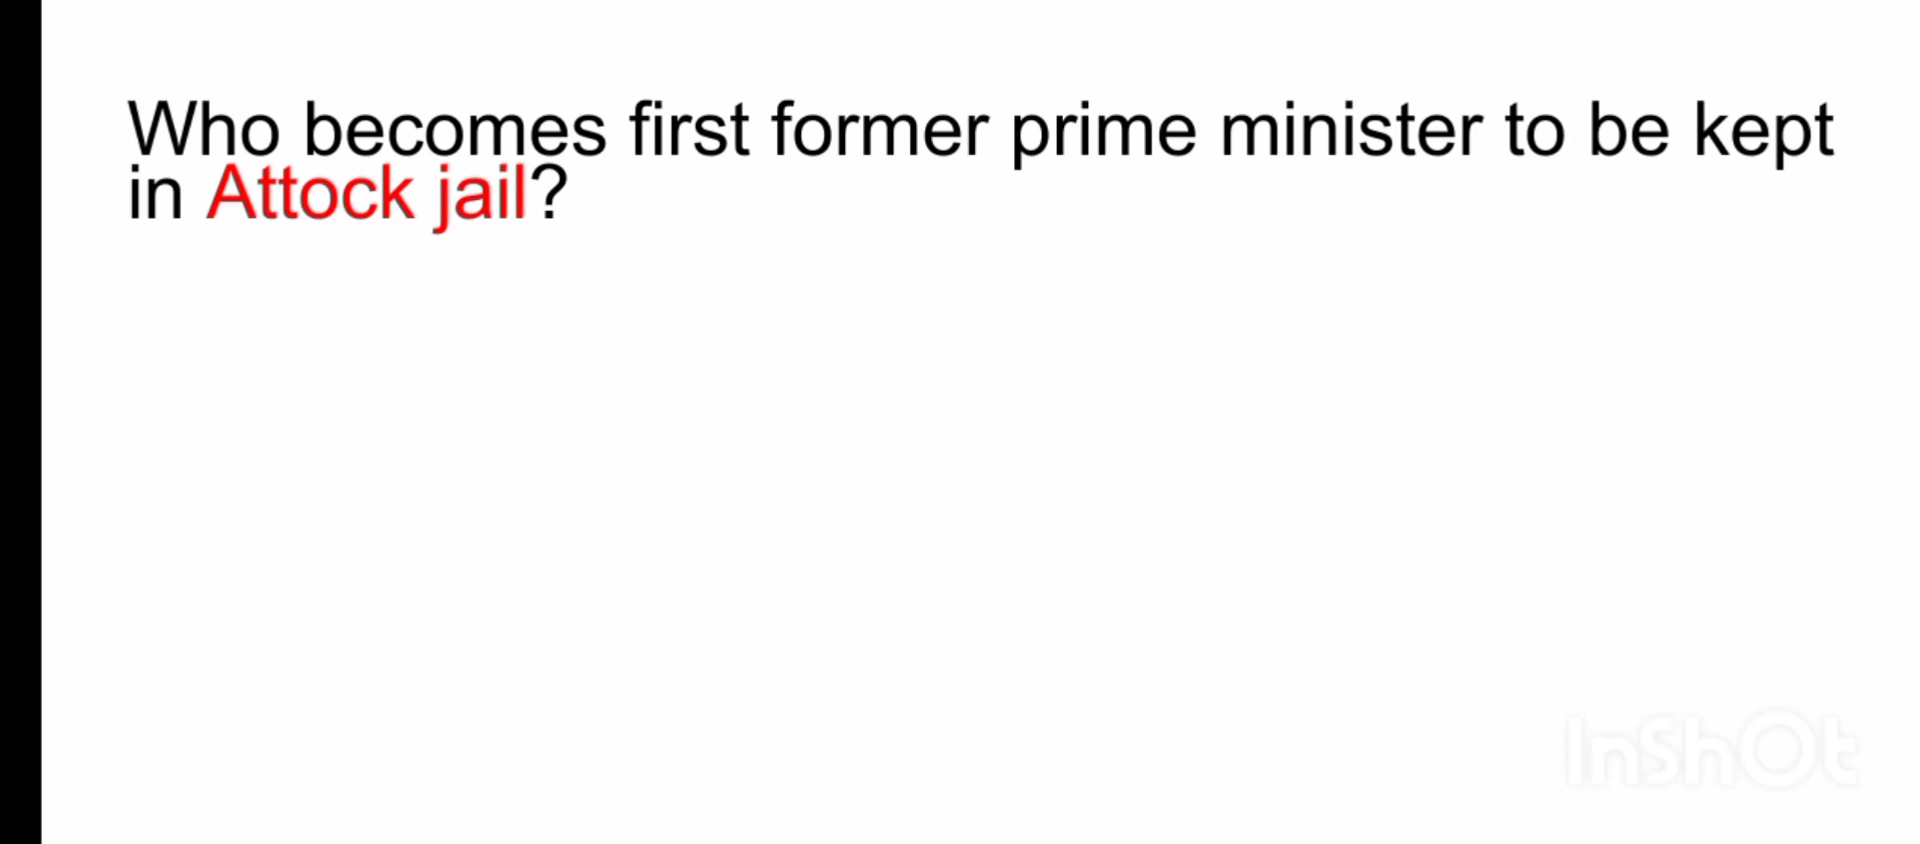 Who becomes first former prime minister to be kept
in Attock jail?
InShOt